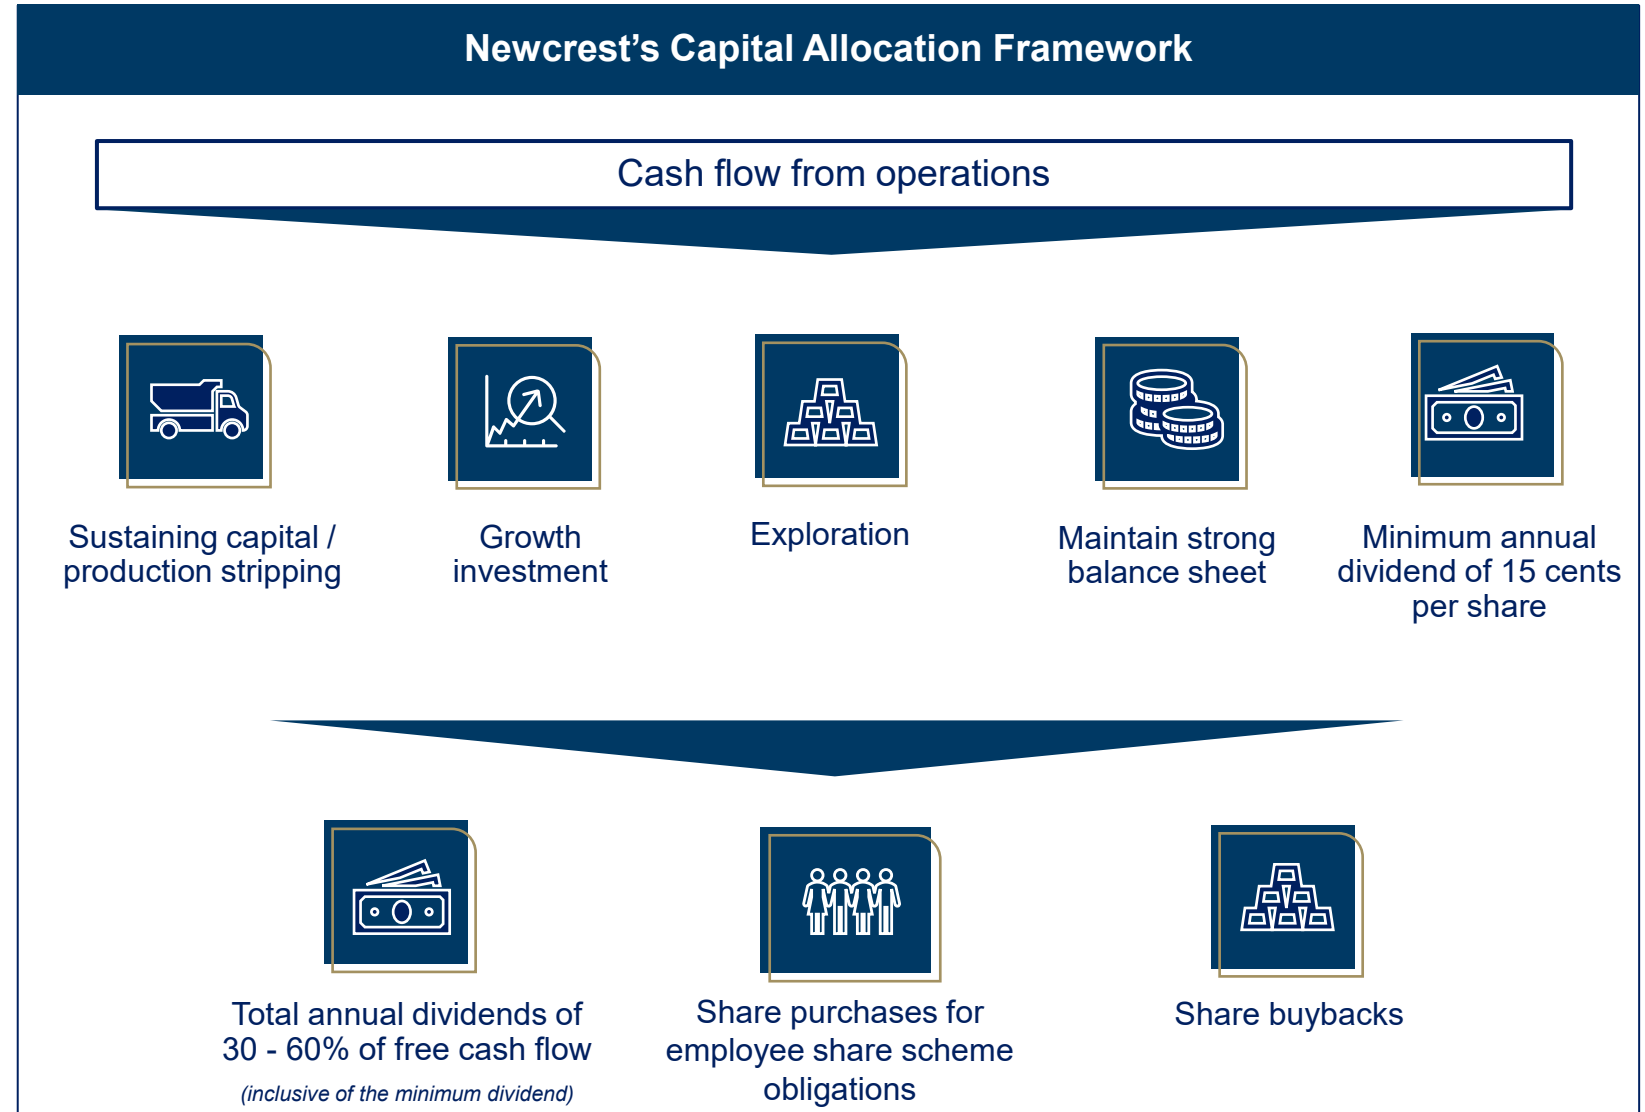 Newcrest’s Capital Allocation Framework
Cash flow from operations
Sustaining capital /
production stripping
Growth
investment
Exploration
Maintain strong
balance sheet
Minimum annual
dividend of 15 cents
per share
Total annual dividends of
30 - 60% of free cash flow
(inclusive of the minimum dividend)
Share purchases for
employee share scheme
obligations
Share buybacks